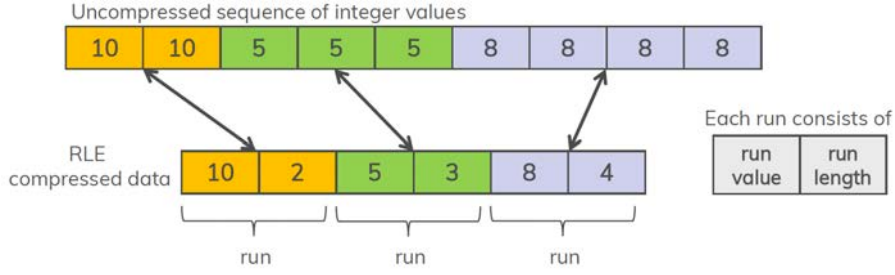 Uncompressed sequence of integer values
10 10 5 5 5 8 8 8 8
Each run consists of
RLE
compressed data
10 2 5 3 8 4
run
value
run
length
run run run